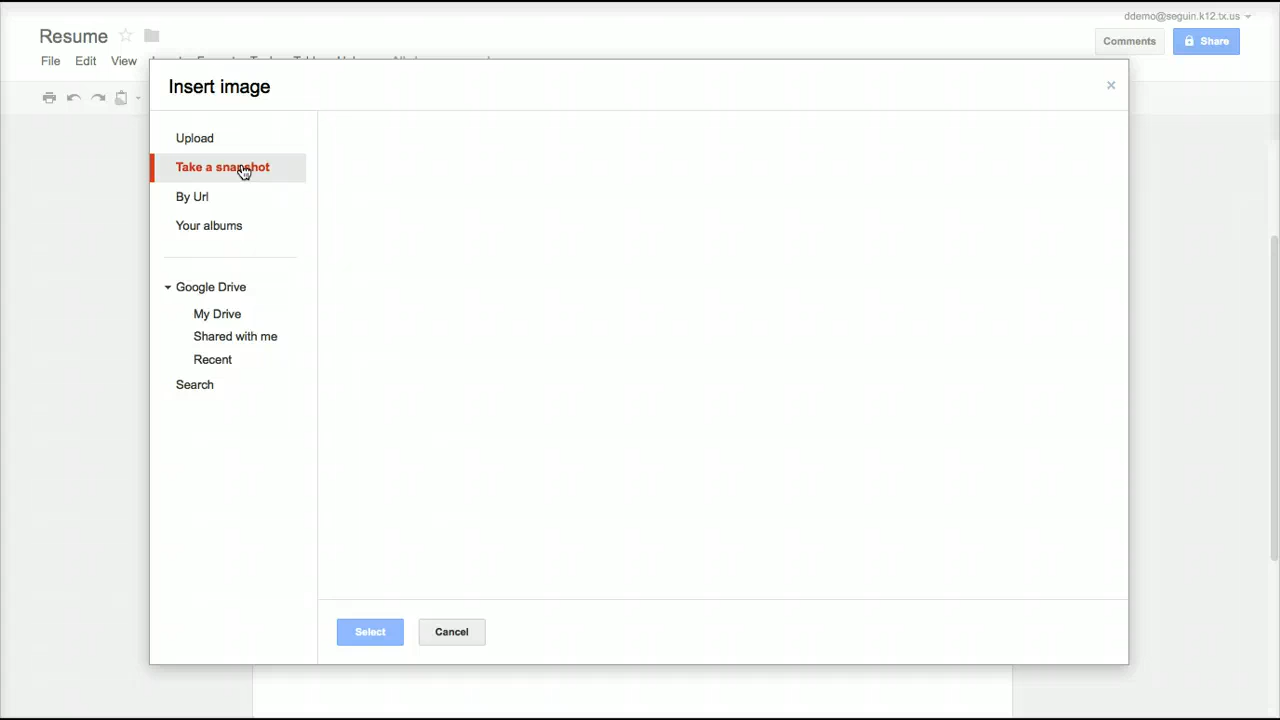 ddemo@seguin.k12.tx.us
Resume
Comments
Share
File Edit View
Insert image
×
Upload
Take a snapshot
By Url
Your albums
Google Drive
My Drive
Shared with me
Recent
Search
Select
Cancel